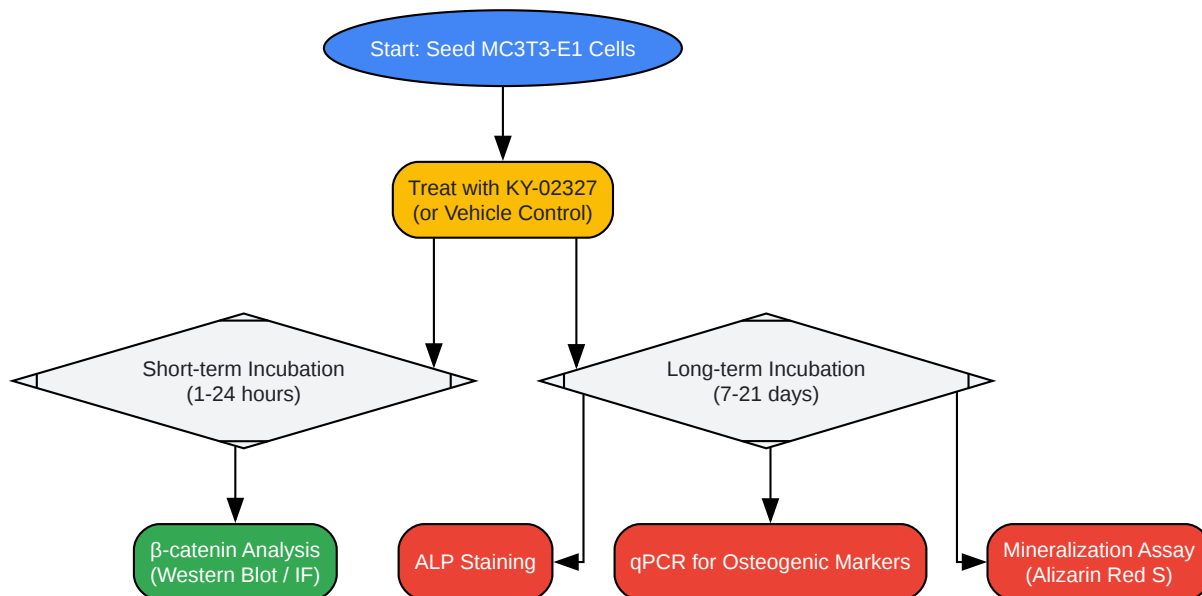 Start: Seed MC3T3-E1 Cells
Treat with KY-02327
(or Vehicle Control)
Short-term Incubation
(1-24 hours)
Long-term Incubation
(7-21 days)
β-catenin Analysis
(Western Blot / IF)
ALP Staining
qPCR for Osteogenic Markers
Mineralization Assay
(Alizarin Red S)